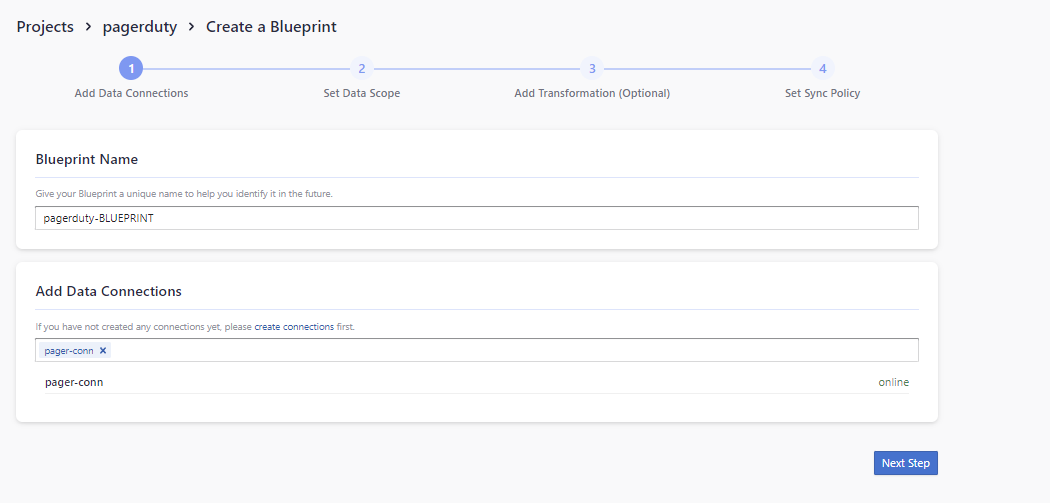 Projects > pagerduty > Create a Blueprint
1 2 3 4
Add Data Connections Set Data Scope Add Transformation (Optional) Set Sync Policy
Blueprint Name
Give your Blueprint a unique name to help you identify it in the future.
pagerduty-BLUEPRINT
Add Data Connections
If you have not created any connections yet, please create connections first.
pager-conn ×
pager-conn online
Next Step